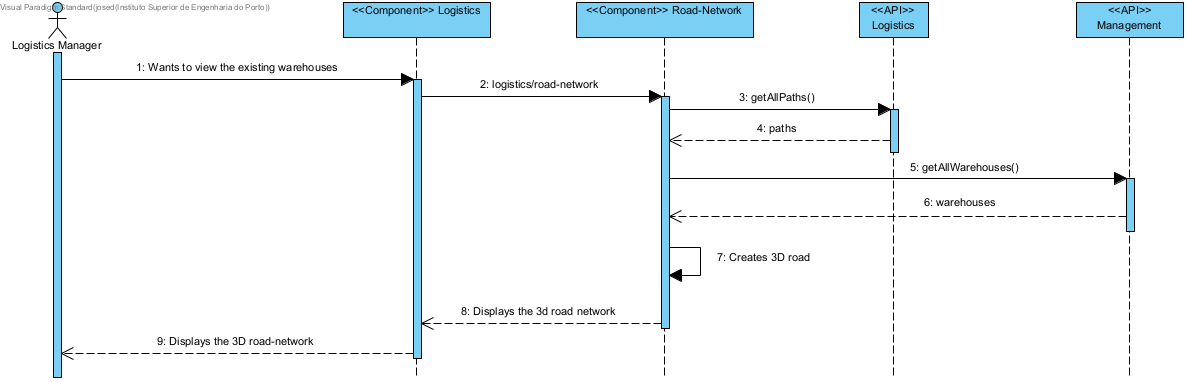 Visual Paradigm Standard(josed(Instituto Superior de Engenharia do Porto))
<<Component>> Logistics
<<Component>> Road-Network
<<API>>
Logistics
<<API>>
Management
Logistics Manager
1: Wants to view the existing warehouses
2: logistics/road-network
3: getAllPaths()
4: paths
5: getAllWarehouses()
6: warehouses
7: Creates 3D road
8: Displays the 3d road network
9: Displays the 3D road-network